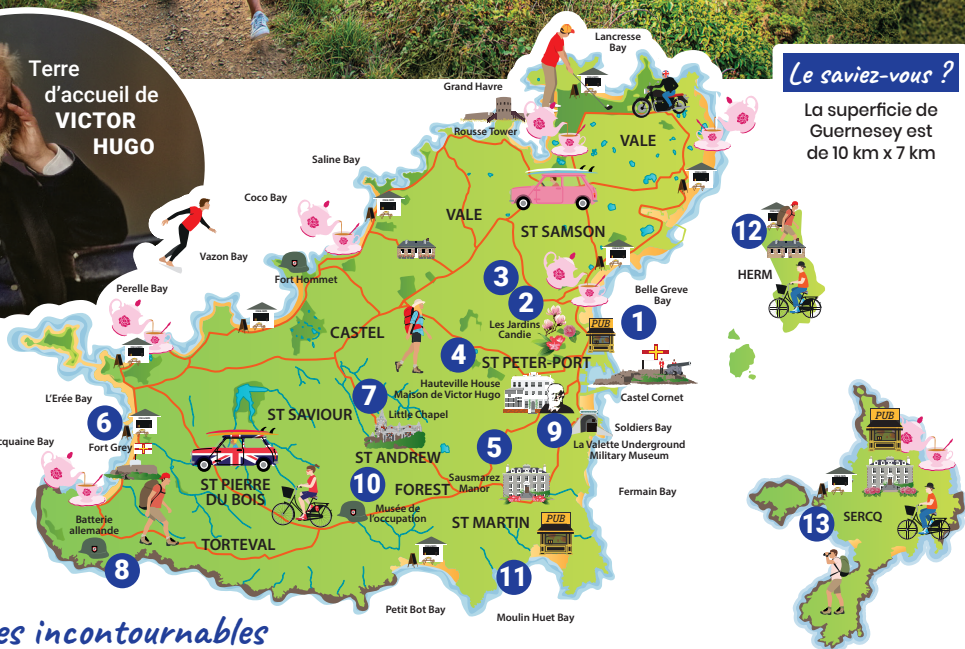 Terre
d'accueil de
VICTOR
HUGO
Le saviez-vous ?
La superficie de
Guernesey est
de 10 km x 7 km
Lancresse
Bay
Grand Havre
Rousse Tower
VALE
Saline Bay
Coco Bay
VALE
ST SAMSON
Vazon Bay
Fort Hommet
Perelle Bay
12
HERM
3
2
Belle Greve
Bay
Les Jardins
Candie
PUB
1
CASTEL
4
ST PETER-PORT
Hauteville House
Maison de Victor Hugo
Castel Cornet
L'Erée Bay
ST SAVIOUR
7
Little Chapel
6
Fort Grey
ST ANDREW
5
9
Soldiers Bay
La Valette Underground
Military Museum
PUB
Bay
ST PIERRE
DU BOIS
10
FOREST
Sausmarez
Manor
Fermain Bay
Musée de
l'occupation
ST MARTIN
PUB
13
SERCQ
Batterie
allemande
8
TORTEVAL
11
Petit Bot Bay
Moulin Huet Bay
es incontournables